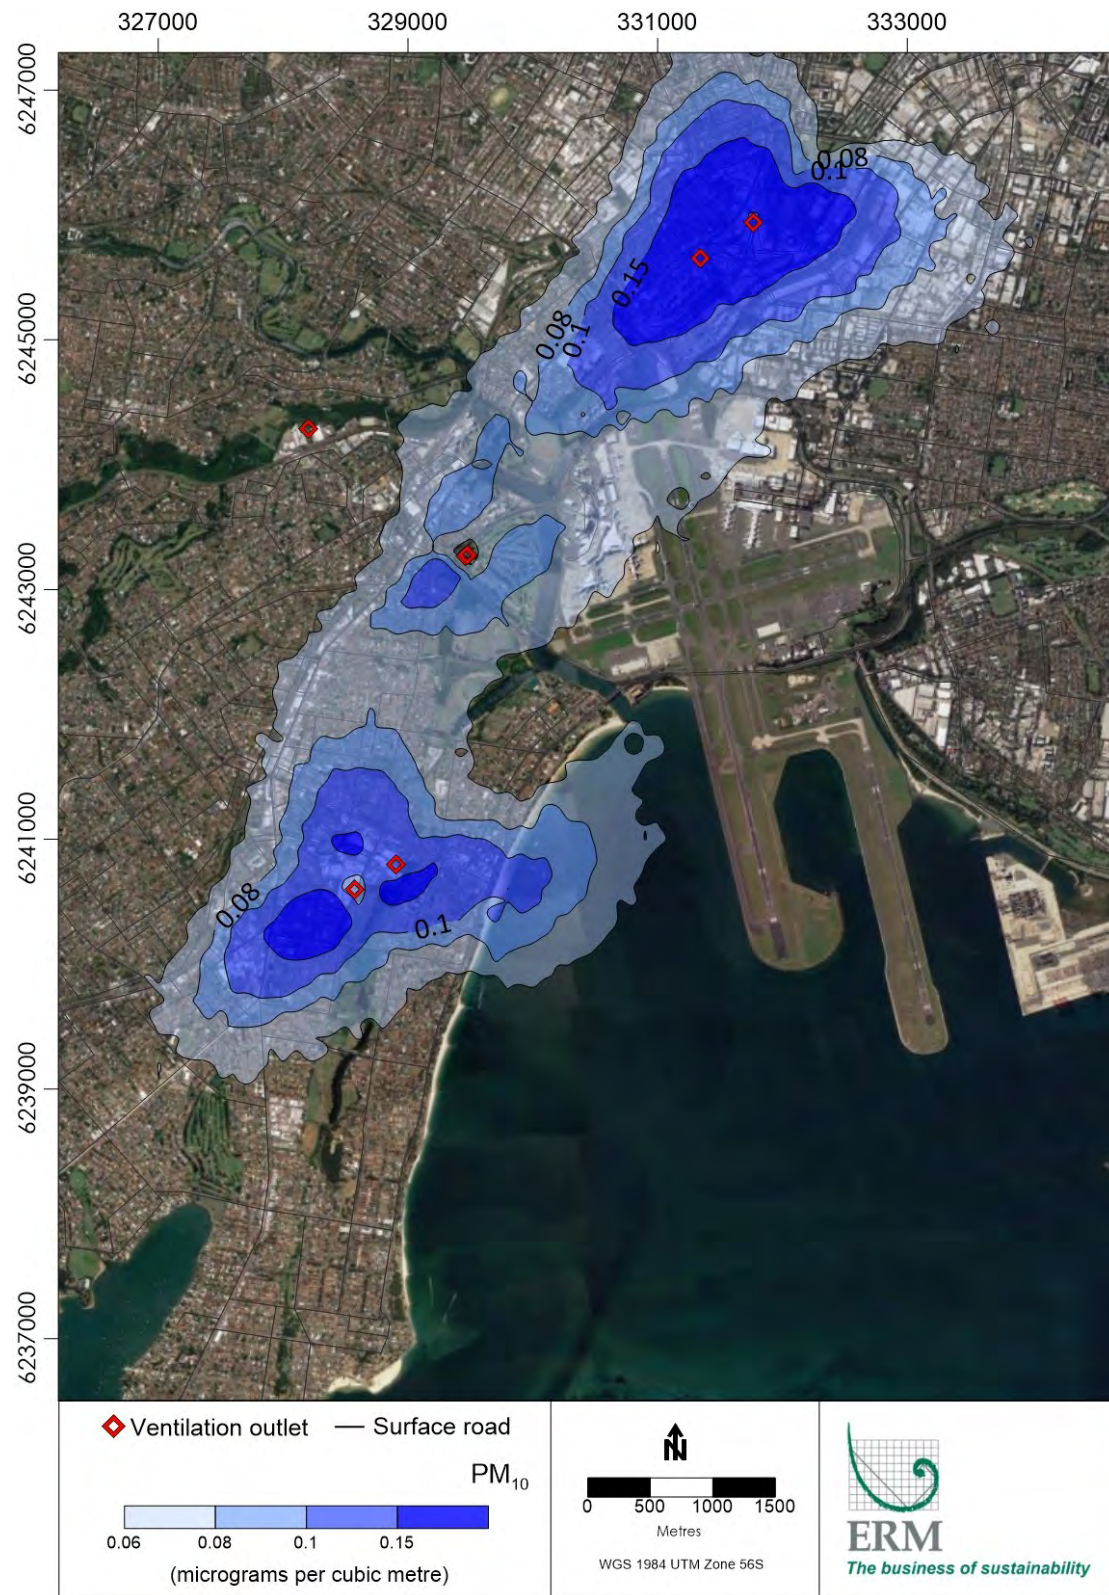 327000 329000 331000 333000
6247000
6245000
6243000
6241000
6239000
6237000
0.08
0.1
0.15
0.08
0.1
0.08
0.1
Ventilation outlet
Surface road
PM₁₀
0.06 0.08 0.1 0.15
(micrograms per cubic metre)
N
0 500 1000 1500
Metres
WGS 1984 UTM Zone 56S
ERM
The business of sustainability